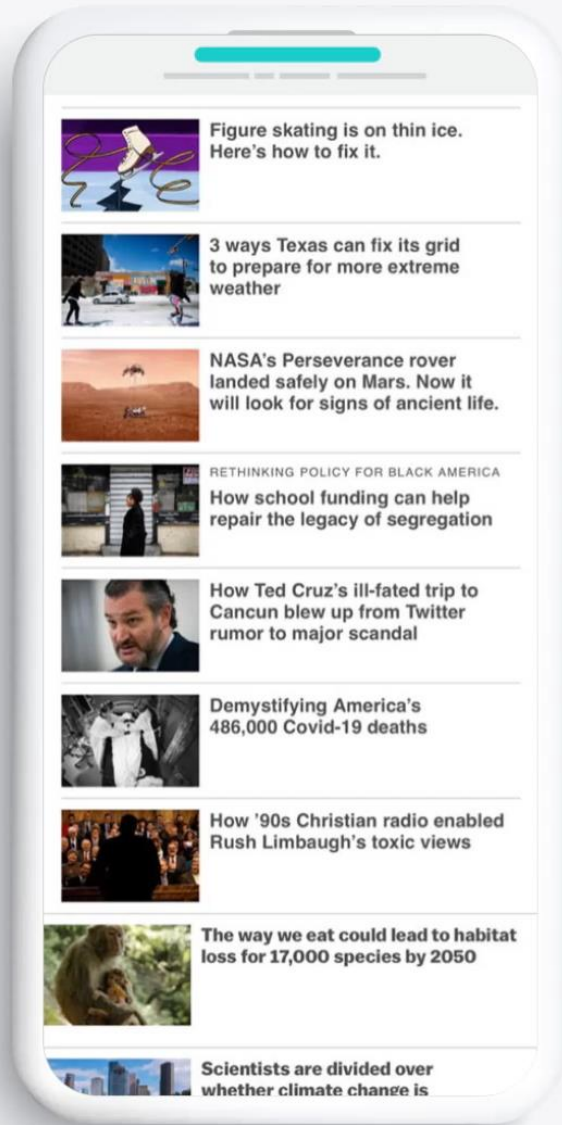 Figure skating is on thin ice.
Here's how to fix it.
3 ways Texas can fix its grid
to prepare for more extreme
weather
NASA's Perseverance rover
landed safely on Mars. Now it
will look for signs of ancient life.
RETHINKING POLICY FOR BLACK AMERICA
How school funding can help
repair the legacy of segregation
How Ted Cruz's ill-fated trip to
Cancun blew up from Twitter
rumor to major scandal
Demystifying America's
486,000 Covid-19 deaths
How '90s Christian radio enabled
Rush Limbaugh's toxic views
The way we eat could lead to habitat
loss for 17,000 species by 2050
Scientists are divided over
whether climate change is